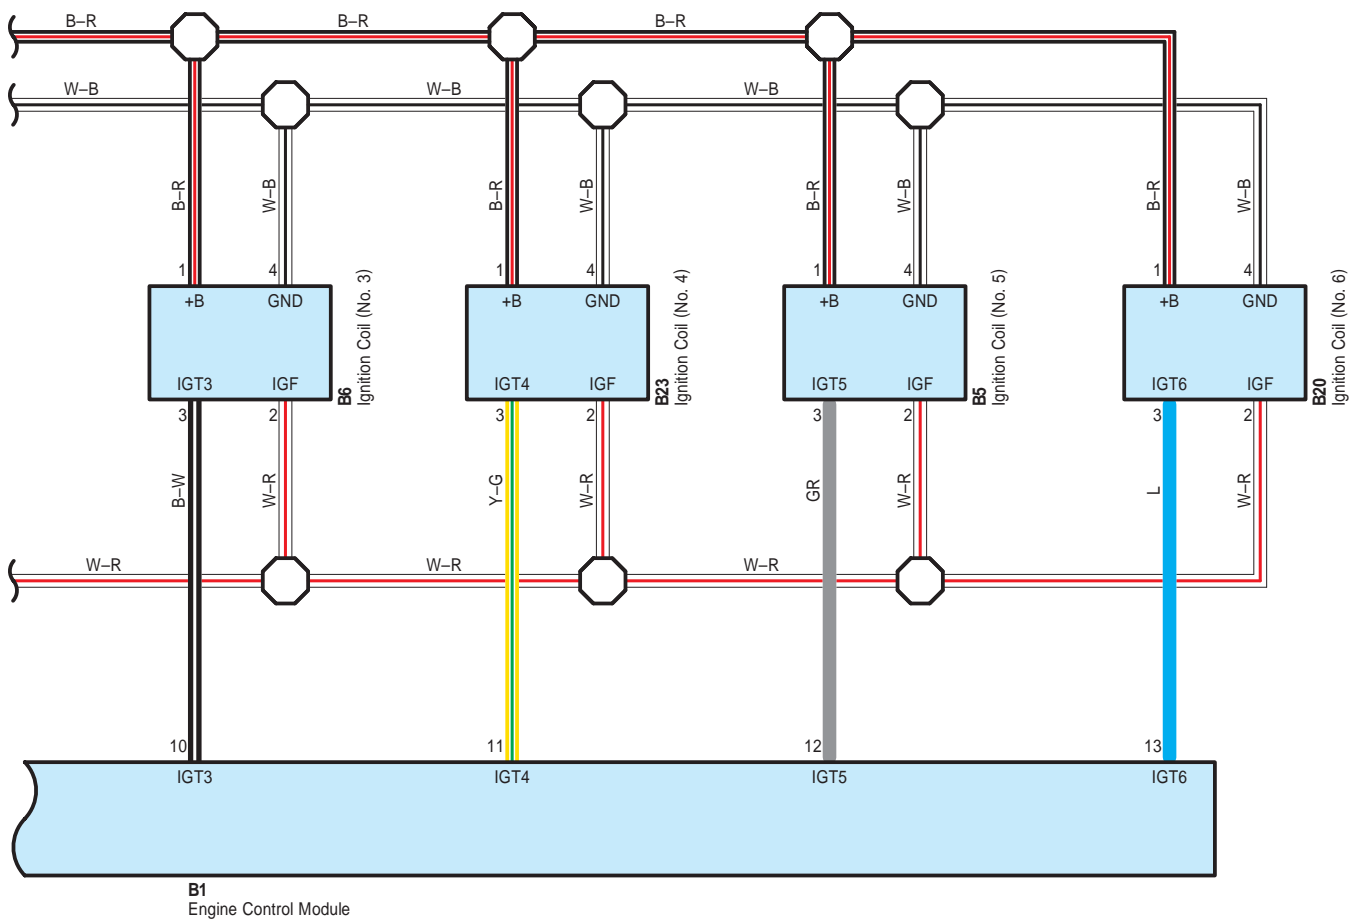 B–R B–R B–R
W–B W–B W–B
B–R W–B B–R W–B B–R W–B B–R W–B
1 4 1 4 1 4 1 4
+B GND +B GND +B GND +B GND
IGT3 IGF IGT4 IGF IGT5 IGF IGT6 IGF
B6
Ignition Coil (No. 3)
B23
Ignition Coil (No. 4)
B5
Ignition Coil (No. 5)
B20
Ignition Coil (No. 6)
3 2 3 2 3 2 3 2
B–W W–R Y–G W–R GR W–R L W–R
W–R W–R W–R
10 11 12 13
IGT3 IGT4 IGT5 IGT6
B1
Engine Control Module